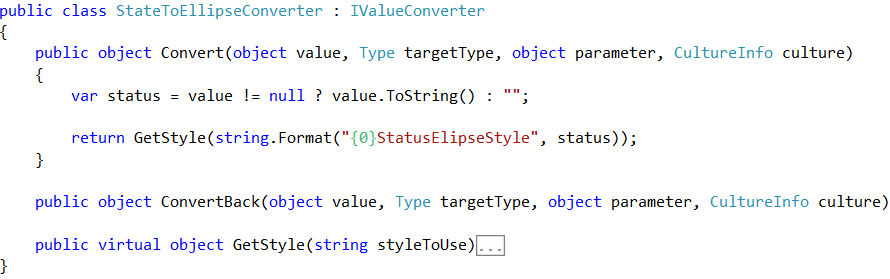 public class StateToEllipseConverter : IValueConverter
{
public object Convert(object value, Type targetType, object parameter, CultureInfo culture)
{
var status = value != null ? value.ToString() : "";
return GetStyle(string.Format("{0}StatusElipseStyle", status));
}
public object ConvertBack(object value, Type targetType, object parameter, CultureInfo culture)
public virtual object GetStyle(string styleToUse)...
}